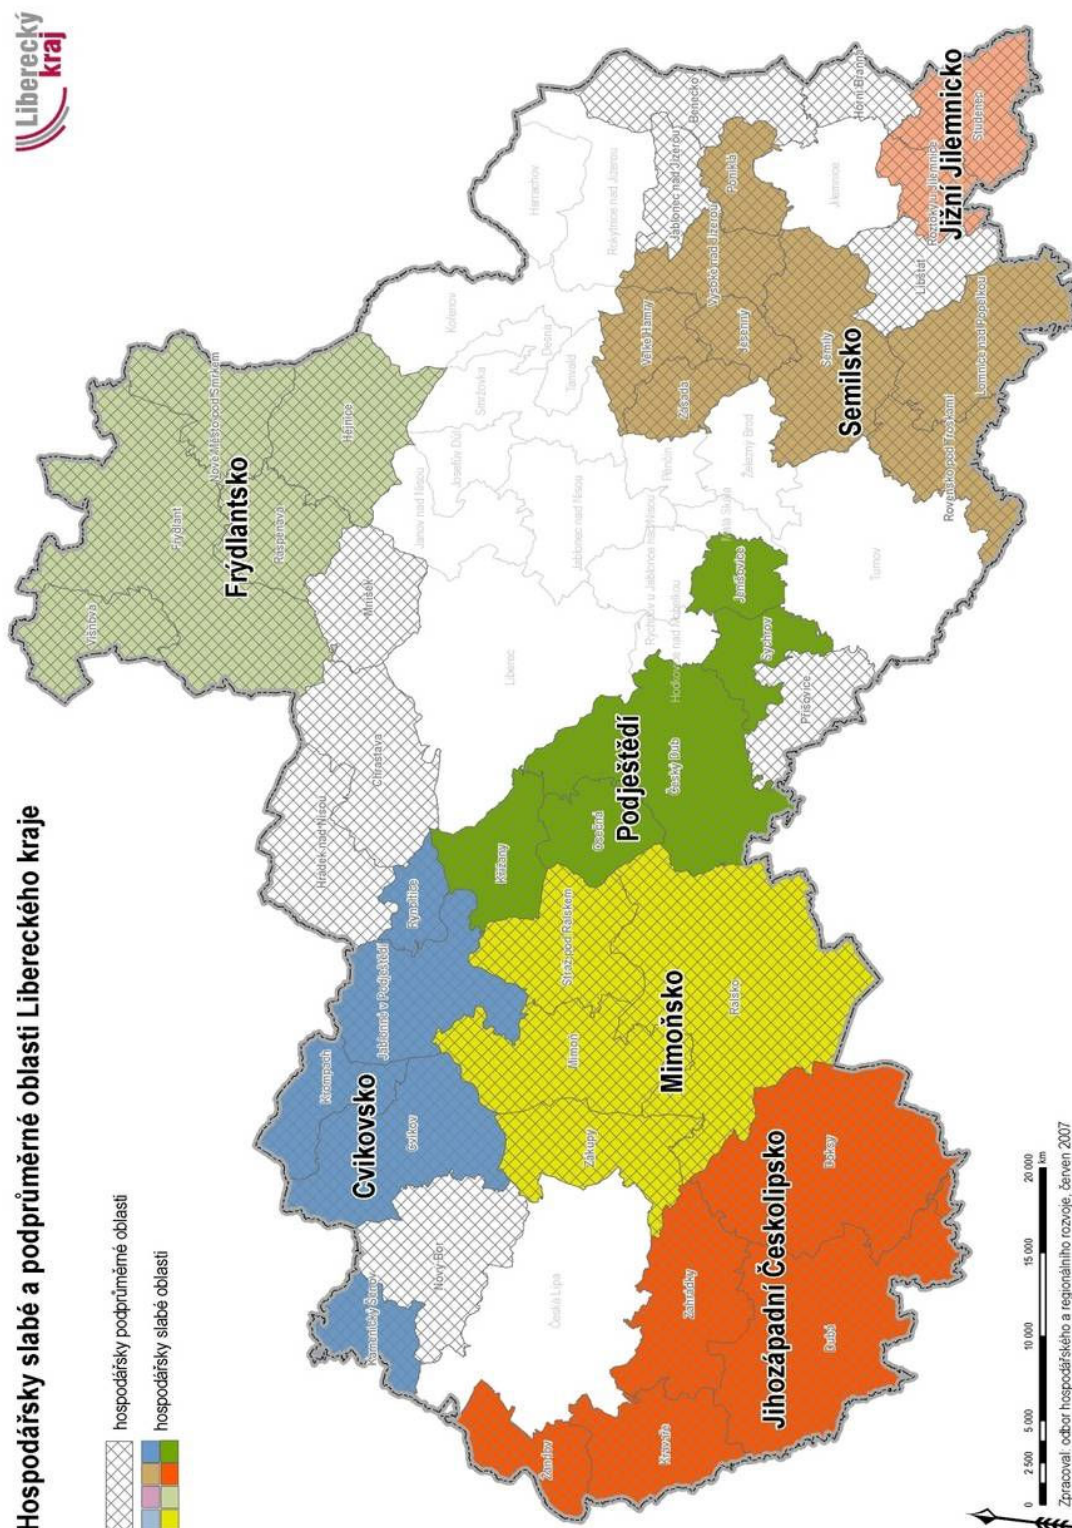 Hospodářsky slabé a podprůměrné oblasti Libereckého kraje
Liberecký
kraj
hospodářsky podprůměrné oblasti
hospodářsky slabé oblasti
Višňová
Frýdlant
Nové Město pod Smrkem
Frýdlantsko
Raspenava
Hejnice
Mníšek
Hrádek nad Nisou
Chrastava
Kořenov
Harrachov
Rokytnice nad Jizerou
Benecko
Jablonec nad Jizerou
Horní Branná
Janov nad Nisou
Josefův Důl
Smržovka
Desná
Tanvald
Liberec
Jablonec nad Nisou
Velké Hamry
Zásada
Vysoké nad Jizerou
Poniklá
Jesenný
Jilemnice
Krompach
Jablonné v Podještědí
Rynoltice
Cvikovsko
Cvikov
Kamenický Šenov
Nový Bor
Křižany
Osečná
Podještědí
Český Dub
Hodkovice nad Mohelkou
Rychnov u Jablonce nad Nisou
Pěnčín
Malá Skála
Železný Brod
Semily
Semilsko
Libštát
Roztoky u Jilemnice
Jižní Jilemnicko
Studenec
Jenišovice
Sychrov
Příšovice
Turnov
Rovensko pod Troskami
Lomnice nad Popelkou
Stráž pod Ralskem
Mimoň
Zákupy
Mimoňsko
Ralsko
Česká Lípa
Žandov
Kravaře
Zahrádky
Jihozápadní Českolipsko
Dubá
Doksy
0 2 500 5 000 10 000 15 000 20 000
km
Zpracoval: odbor hospodářského a regionálního rozvoje, červen 2007